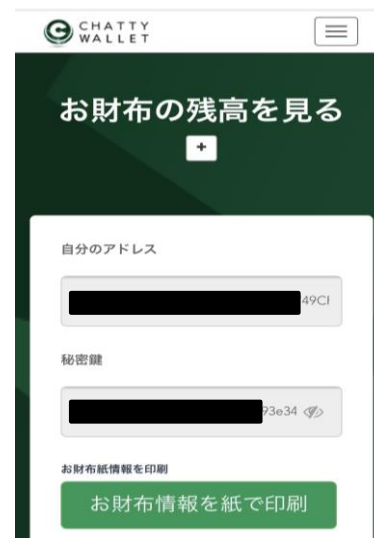 CHATTY
WALLET
お財布の残高を見る
+
自分のアドレス
49CI
秘密鍵
93e34
お財布紙情報を印刷
お財布情報を紙で印刷